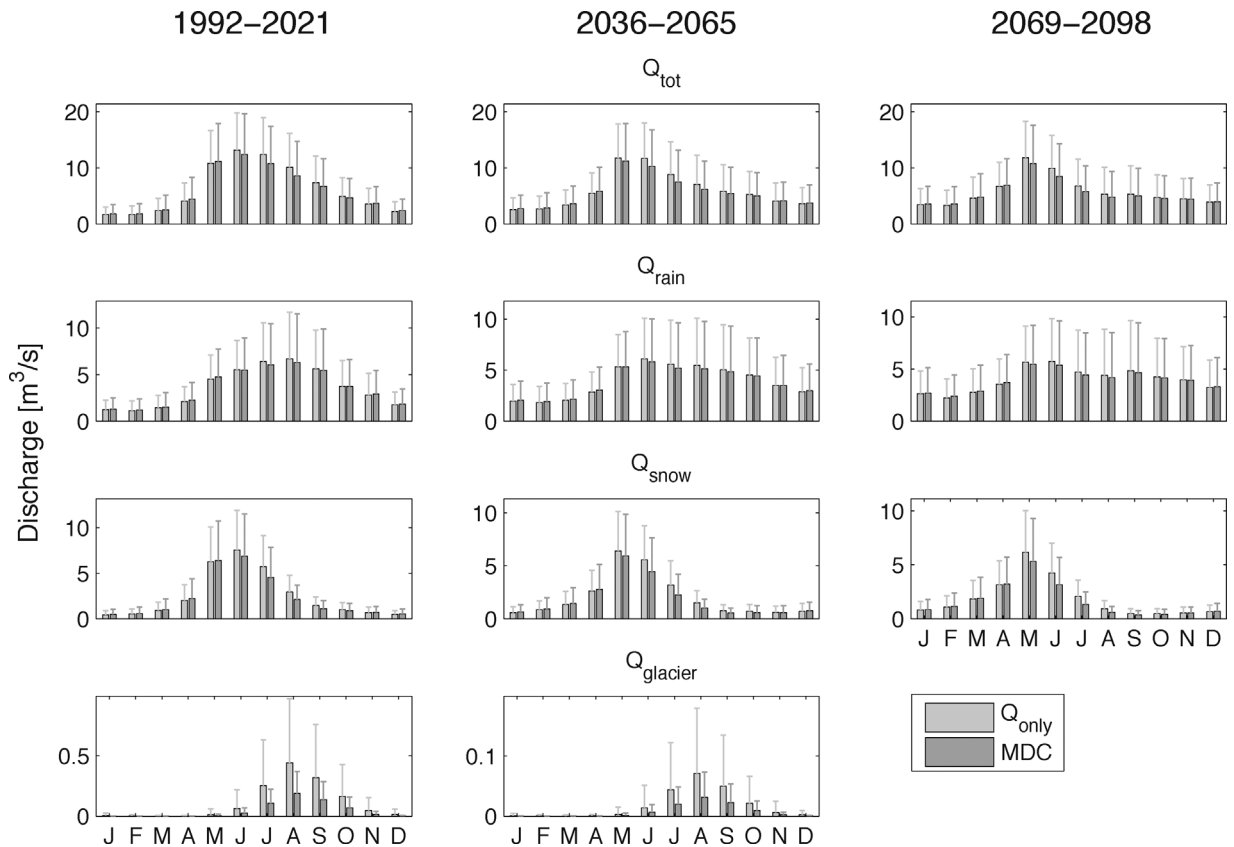 1992–2021 2036–2065 2069–2098
Q_tot
20 20 20
10 10 10
0 0 0
Q_rain
10 10 10
5 5 5
0 0 0
Discharge [m³/s]
Q_snow
10 10 10
5 5 5
0 0 0
J F M A M J J A S O N D
Q_glacier
0.5 0.1
0 0
J F M A M J J A S O N D J F M A M J J A S O N D
Q_only
MDC